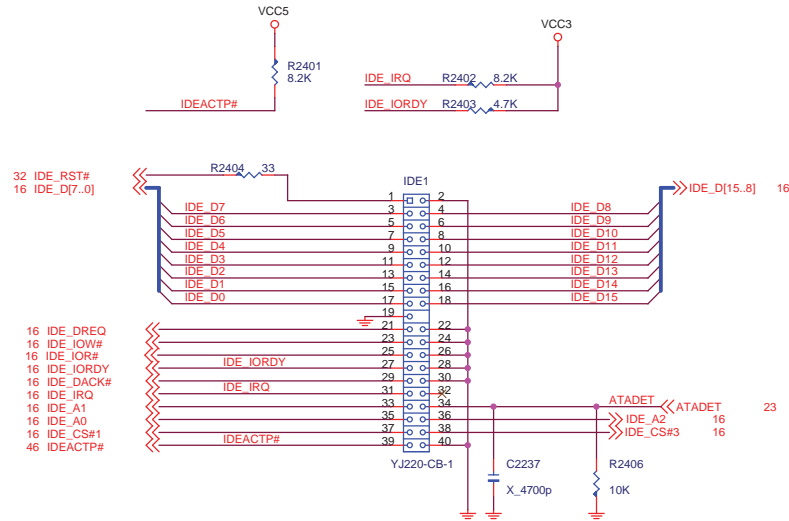 VCC5
VCC3
R2401
8.2K
IDE_IRQ R2402 8.2K
IDEACTP#
IDE_IORDY R2403 4.7K
32 IDE_RST# R2404 33
16 IDE_D[7..0] IDE1 IDE_D[15..8] 16
1 2
IDE_D7 3 4 IDE_D8
IDE_D6 5 6 IDE_D9
IDE_D5 7 8 IDE_D10
IDE_D4 9 10 IDE_D11
IDE_D3 11 12 IDE_D12
IDE_D2 13 14 IDE_D13
IDE_D1 15 16 IDE_D14
IDE_D0 17 18 IDE_D15
19
16 IDE_DREQ 21 22
16 IDE_IOW# 23 24
16 IDE_IOR# 25 26
16 IDE_IORDY IDE_IORDY 27 28
16 IDE_DACK# 29 30
16 IDE_IRQ IDE_IRQ 31 32
16 IDE_A1 33 34 ATADET ATADET 23
16 IDE_A0 35 36 IDE_A2 16
16 IDE_CS#1 37 38 IDE_CS#3 16
46 IDEACTP# IDEACTP# 39 40
YJ220-CB-1 C2237 R2406
X_4700p 10K